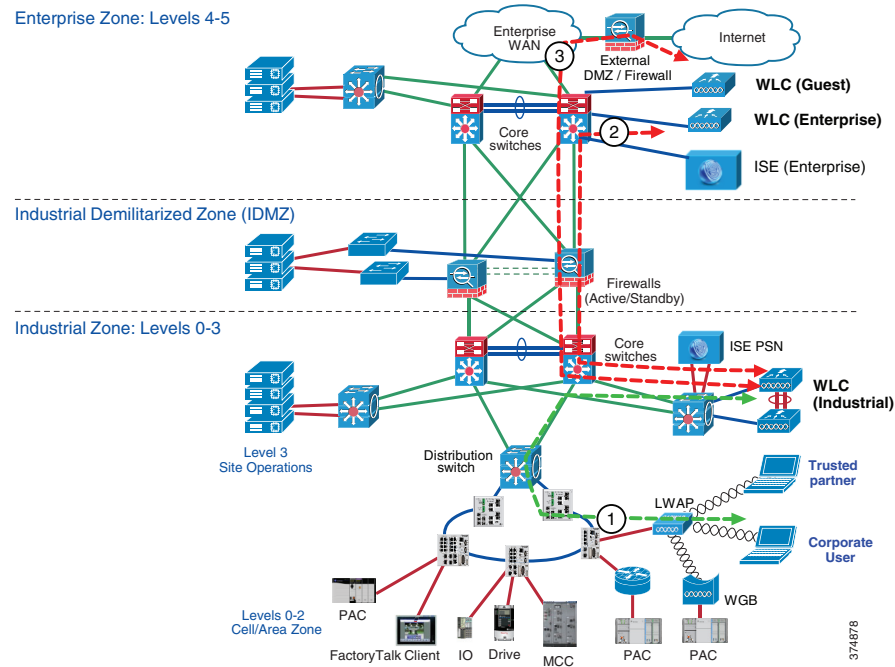 Enterprise Zone: Levels 4-5
Enterprise
WAN
3
External
DMZ / Firewall
Internet
WLC (Guest)
WLC (Enterprise)
2
Core
switches
ISE (Enterprise)
Industrial Demilitarized Zone (IDMZ)
Firewalls
(Active/Standby)
Industrial Zone: Levels 0-3
Core
switches
ISE PSN
WLC
(Industrial)
Level 3
Site Operations
Distribution
switch
Trusted
partner
LWAP
1
Corporate
User
WGB
Levels 0-2
Cell/Area Zone
PAC
FactoryTalk Client
IO
Drive
MCC
PAC
PAC
374878